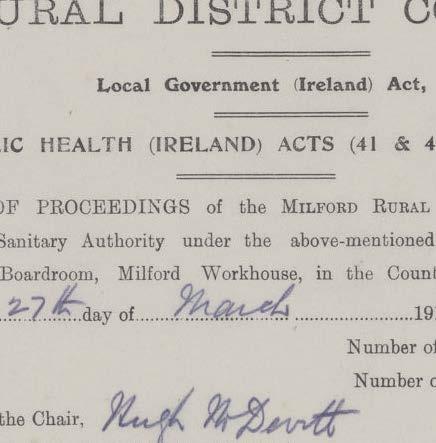 URAL DISTRICT CO
Local Government (Ireland) Act,
IC HEALTH (IRELAND) ACTS (41 & 4
OF PROCEEDINGS of the MILFORD RURAL
Sanitary Authority under the above-mentioned
Boardroom, Milford Workhouse, in the Count
27th day of March 191
Number of
Number o
the Chair, Hugh McDevitt